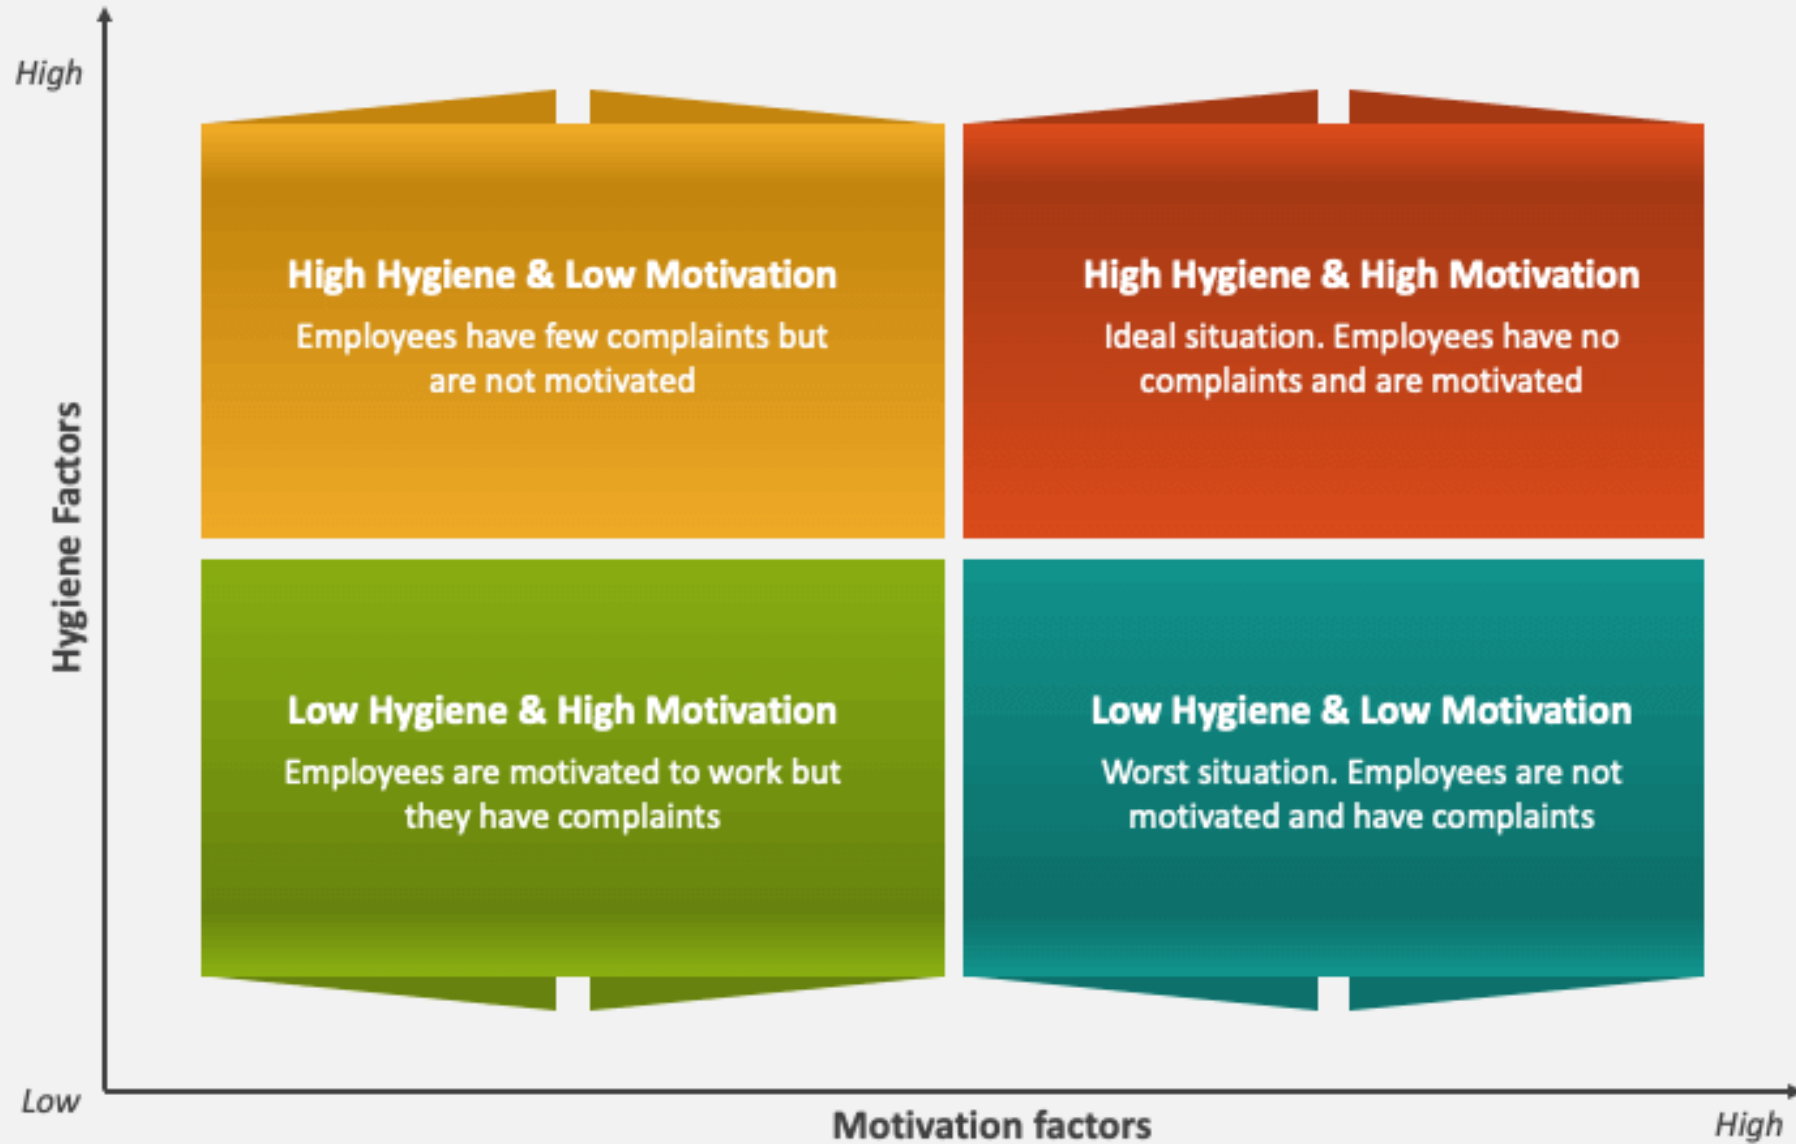 High
High Hygiene & Low Motivation
Employees have few complaints but
are not motivated
High Hygiene & High Motivation
Ideal situation. Employees have no
complaints and are motivated
Hygiene Factors
Low Hygiene & High Motivation
Employees are motivated to work but
they have complaints
Low Hygiene & Low Motivation
Worst situation. Employees are not
motivated and have complaints
Low
Motivation factors
High